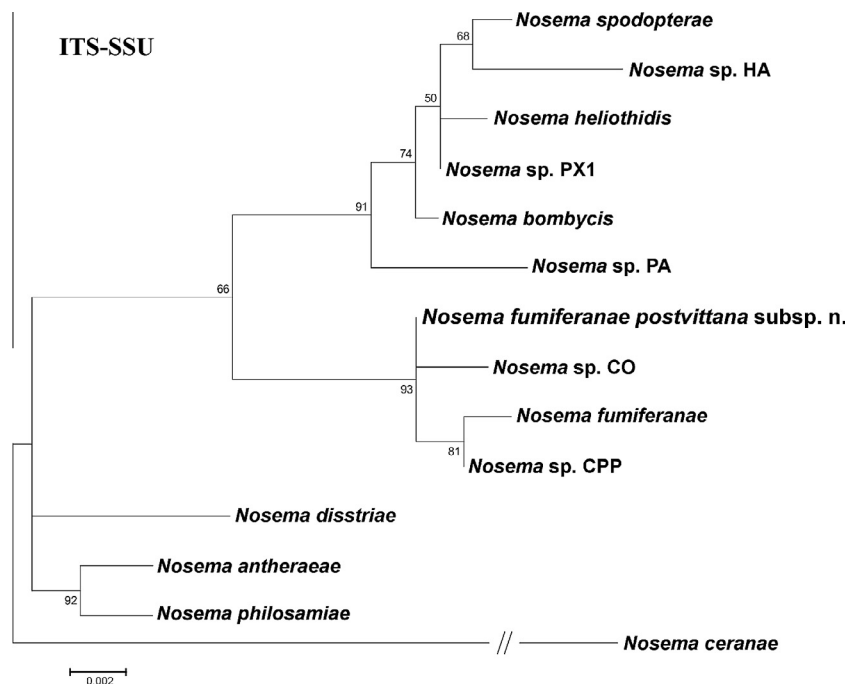 ITS-SSU
Nosema spodopterae
68
Nosema sp. HA
50
Nosema heliothidis
74
Nosema sp. PX1
91
Nosema bombycis
Nosema sp. PA
66
Nosema fumiferanae postvittana subsp. n.
Nosema sp. CO
93
Nosema fumiferanae
81
Nosema sp. CPP
Nosema disstriae
Nosema antheraeae
92
Nosema philosamiae
Nosema ceranae
0.002